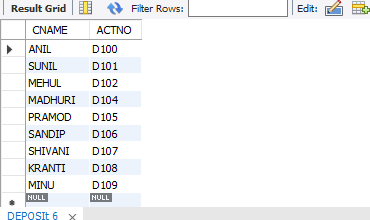 Result Grid Filter Rows: Edit:
CNAME ACTNO
ANIL D100
SUNIL D101
MEHUL D102
MADHURI D104
PRAMOD D105
SANDIP D106
SHIVANI D107
KRANTI D108
MINU D109
NULL NULL
DEPOSIt 6